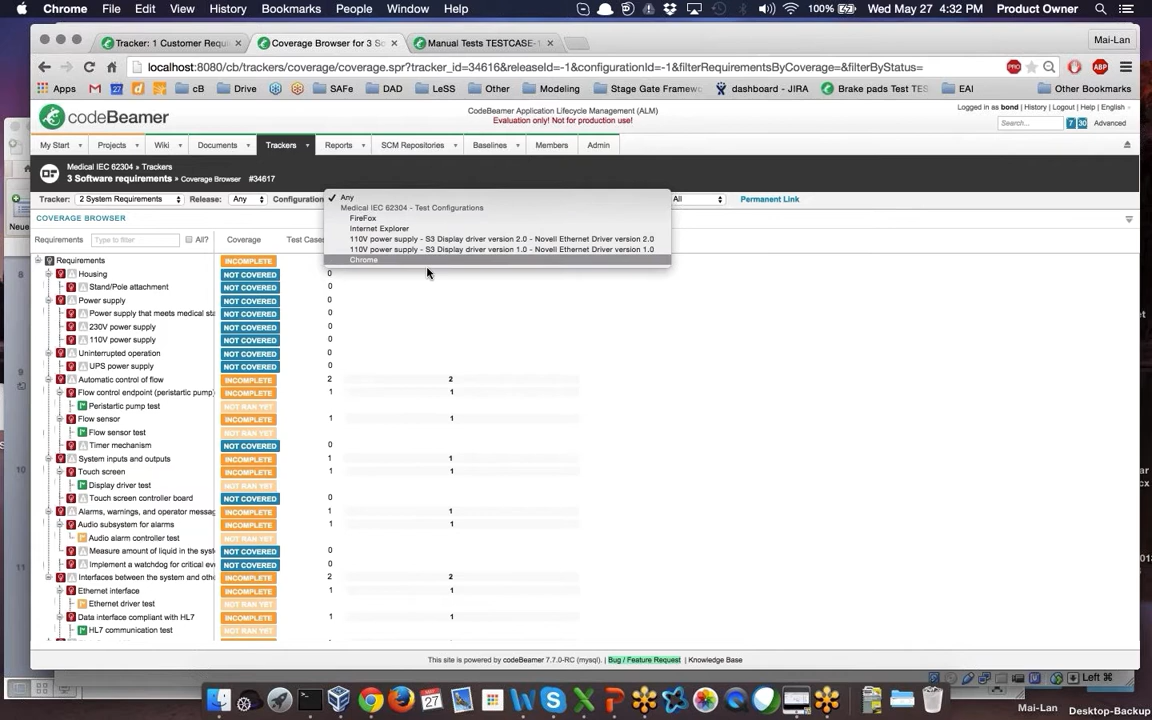 Chrome File Edit View History Bookmarks People Window Help 100% Wed May 27 4:32 PM Product Owner
Tracker: 1 Customer Requi Coverage Browser for 3 Sc Manual Tests TESTCASE-1 Mai-Lan
localhost:8080/cb/trackers/coverage/coverage.spr?tracker_id=34616&releaseId=-1&configurationId=-1&filterRequirementsByCoverage=&filterByStatus=
Apps cB Drive SAFe DAD LeSS Other Modeling Stage Gate Framew dashboard - JIRA Brake pads Test TES EAI Other Bookmarks
codeBeamer
CodeBeamer Application Lifecycle Management (ALM)
Evaluation only! Not for production use!
Logged in as bond | History | Logout | Help | English
Search... Advanced
My Start Projects Wiki Documents Trackers Reports SCM Repositories Baselines Members Admin
Medical IEC 62304 » Trackers
3 Software requirements » Coverage Browser #34617
Tracker: 2 System Requirements Release: Any Configuration All Permanent Link
Any
Medical IEC 62304 - Test Configurations
FireFox
Internet Explorer
110V power supply - S3 Display driver version 2.0 - Novell Ethernet Driver version 2.0
110V power supply - S3 Display driver version 1.0 - Novell Ethernet Driver version 1.0
Chrome
COVERAGE BROWSER
Requirements Type to filter All? Coverage Test Cases
Requirements INCOMPLETE
Housing NOT COVERED 0
Stand/Pole attachment NOT COVERED 0
Power supply NOT COVERED 0
Power supply that meets medical sta NOT COVERED 0
230V power supply NOT COVERED 0
110V power supply NOT COVERED 0
Uninterrupted operation NOT COVERED 0
UPS power supply NOT COVERED 0
Automatic control of flow INCOMPLETE 2 2
Flow control endpoint (peristartic pump) INCOMPLETE 1 1
Peristartic pump test NOT RAN YET
Flow sensor INCOMPLETE 1 1
Flow sensor test NOT RAN YET
Timer mechanism NOT COVERED 0
System inputs and outputs INCOMPLETE 1 1
Touch screen INCOMPLETE 1 1
Display driver test NOT RAN YET
Touch screen controller board NOT COVERED 0
Alarms, warnings, and operator messag INCOMPLETE 1 1
Audio subsystem for alarms INCOMPLETE 1 1
Audio alarm controller test NOT RAN YET
Measure amount of liquid in the syst NOT COVERED 0
Implement a watchdog for critical eve NOT COVERED 0
Interfaces between the system and othe INCOMPLETE 2 2
Ethernet interface INCOMPLETE 1 1
Ethernet driver test NOT RAN YET
Data interface compliant with HL7 INCOMPLETE 1 1
HL7 communication test NOT RAN YET
This site is powered by codeBeamer 7.7.0-RC (mysql). | Bug / Feature Request | Knowledge Base
Neue
8
9
10
11
Left ⌘
Mai-Lan
Desktop-Backup